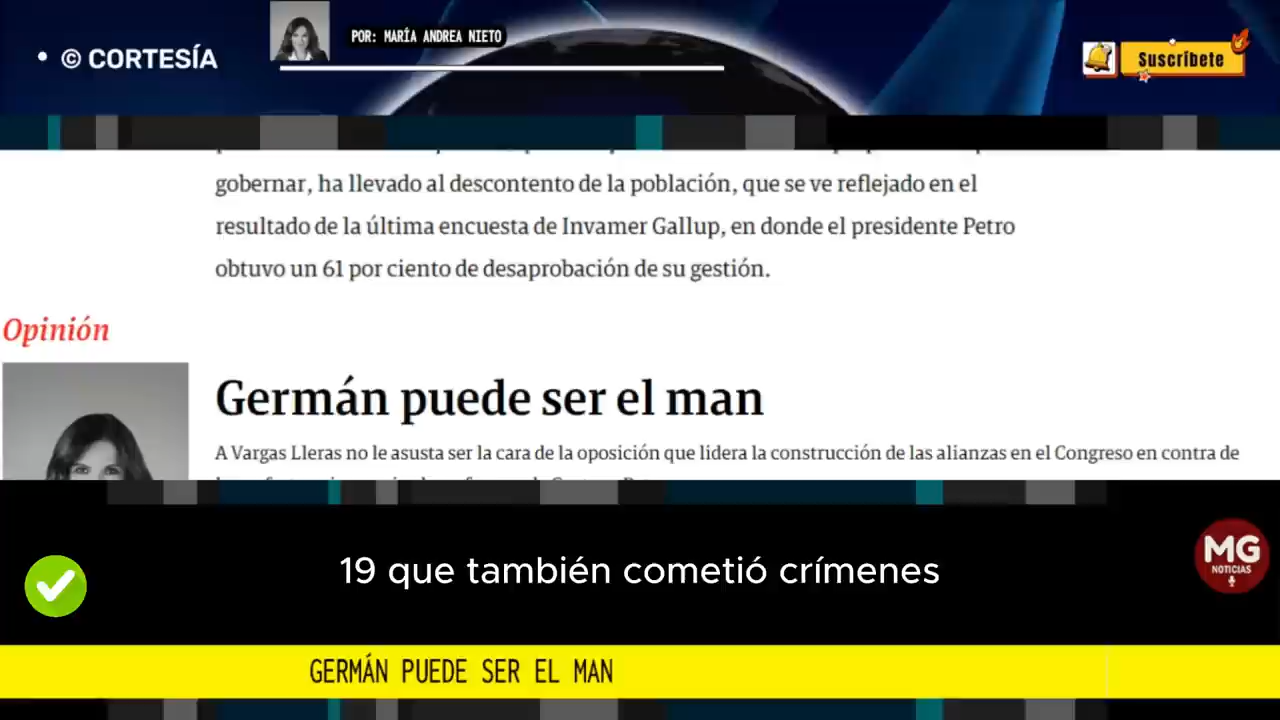 • © CORTESÍA
POR: MARÍA ANDREA NIETO
Suscríbete
gobernar, ha llevado al descontento de la población, que se ve reflejado en el
resultado de la última encuesta de Invamer Gallup, en donde el presidente Petro
obtuvo un 61 por ciento de desaprobación de su gestión.
Opinión
Germán puede ser el man
A Vargas Lleras no le asusta ser la cara de la oposición que lidera la construcción de las alianzas en el Congreso en contra de
19 que también cometió crímenes
MG
NOTICIAS
GERMÁN PUEDE SER EL MAN